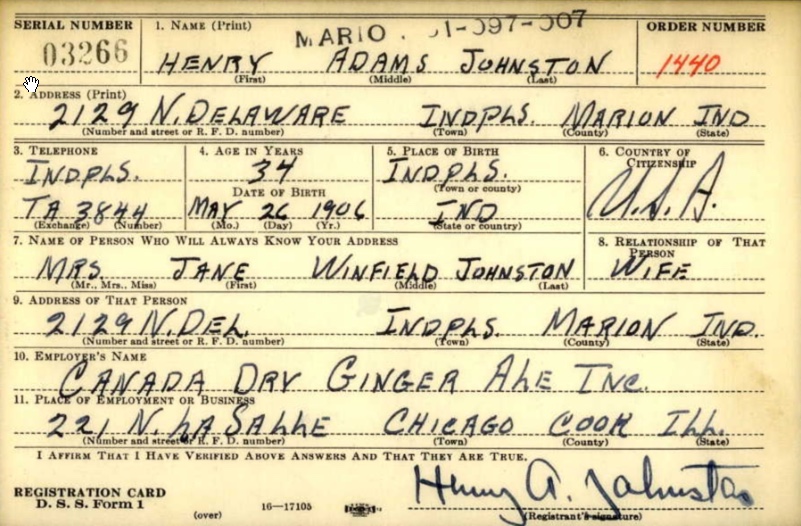 SERIAL NUMBER 1. NAME (Print) ORDER NUMBER
MARIO 1-097-007
03266 HENRY ADAMS JOHNSTON 1440
(First) (Middle) (Last)
2. ADDRESS (Print)
2129 N. DELAWARE INDPLS. MARION IND
(Number and street or R. F. D. number) (Town) (County) (State)
3. TELEPHONE 4. AGE IN YEARS 5. PLACE OF BIRTH 6. COUNTRY OF CITIZENSHIP
INDPLS. 34 INDPLS. U.S.A.
DATE OF BIRTH (Town or county)
TA 3844 MAY 26 1906 IND
(Exchange) (Number) (Mo.) (Day) (Yr.) (State or country)
7. NAME OF PERSON WHO WILL ALWAYS KNOW YOUR ADDRESS 8. RELATIONSHIP OF THAT PERSON
MRS. JANE WINFIELD JOHNSTON WIFE
(Mr., Mrs., Miss) (First) (Middle) (Last)
9. ADDRESS OF THAT PERSON
2129 N. DEL. INDPLS. MARION IND.
(Number and street or R. F. D. number) (Town) (County) (State)
10. EMPLOYER'S NAME
CANADA DRY GINGER ALE INC.
11. PLACE OF EMPLOYMENT OR BUSINESS
221 N. LASALLE CHICAGO COOK ILL.
(Number and street or R. F. D. number) (Town) (County) (State)
I AFFIRM THAT I HAVE VERIFIED ABOVE ANSWERS AND THAT THEY ARE TRUE.
Henry A. Johnston
REGISTRATION CARD
D. S. S. Form 1 (over) 16—17105 (Registrant's signature)